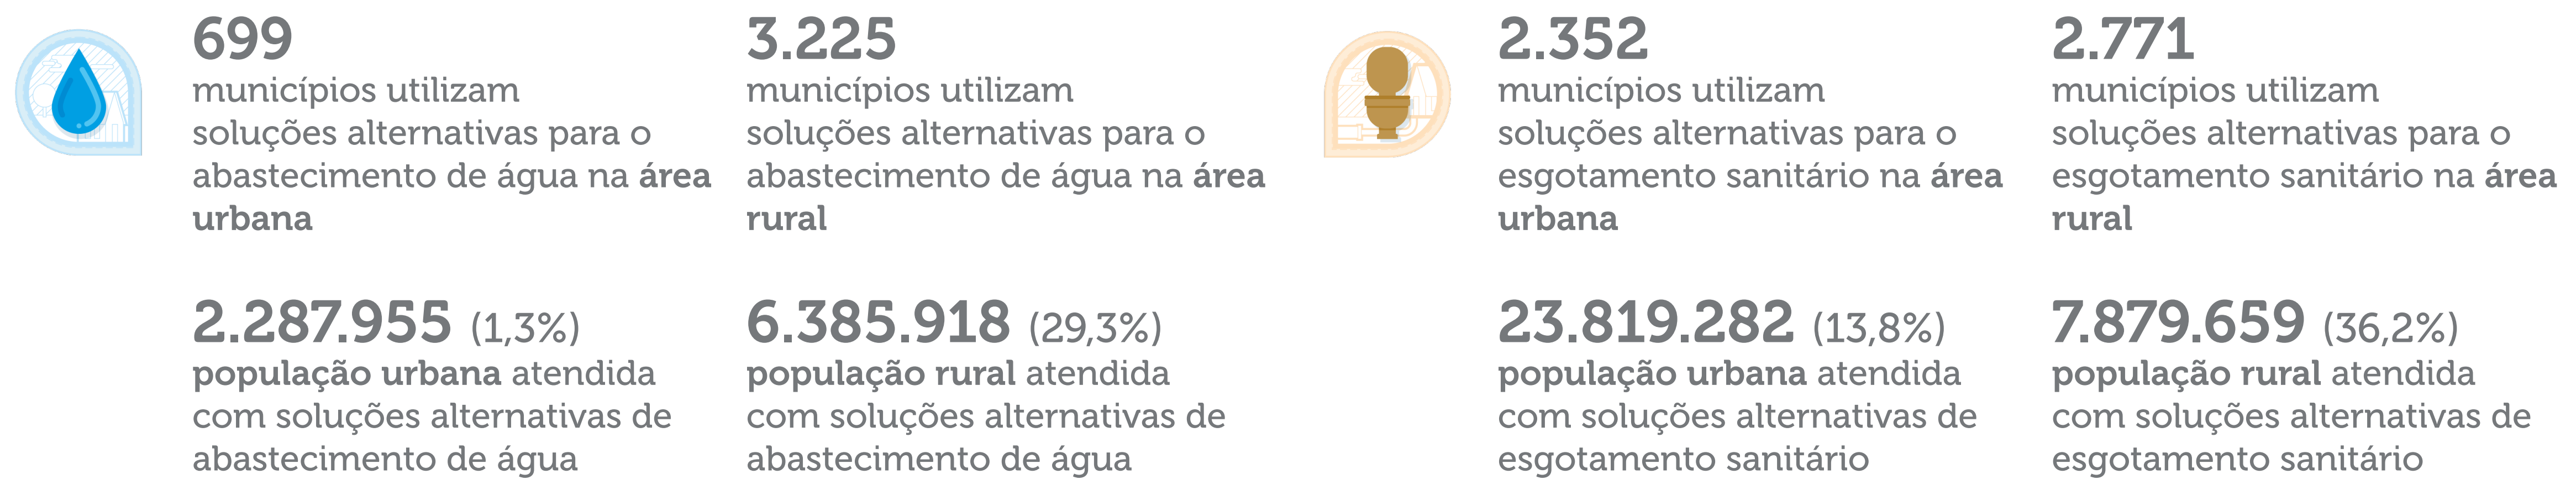 699
municípios utilizam
soluções alternativas para o
abastecimento de água na área
urbana
3.225
municípios utilizam
soluções alternativas para o
abastecimento de água na área
rural
2.352
municípios utilizam
soluções alternativas para o
esgotamento sanitário na área
urbana
2.771
municípios utilizam
soluções alternativas para o
esgotamento sanitário na área
rural
2.287.955 (1,3%)
população urbana atendida
com soluções alternativas de
abastecimento de água
6.385.918 (29,3%)
população rural atendida
com soluções alternativas de
abastecimento de água
23.819.282 (13,8%)
população urbana atendida
com soluções alternativas de
esgotamento sanitário
7.879.659 (36,2%)
população rural atendida
com soluções alternativas de
esgotamento sanitário